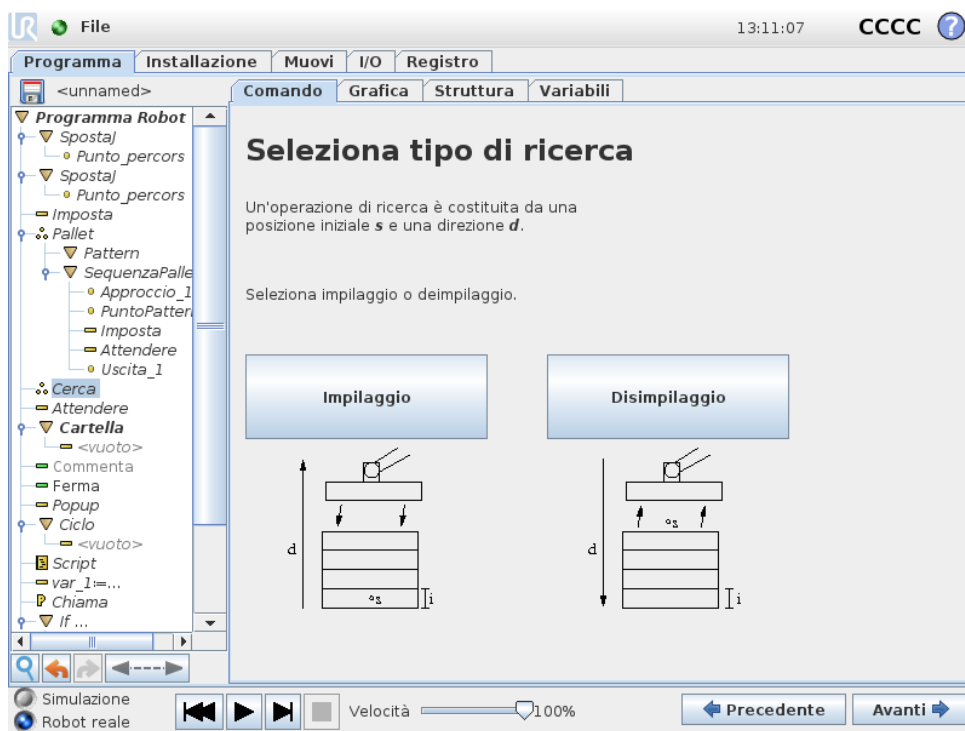 UR File 13:11:07 CCCC ?
Programma Installazione Muovi I/O Registro
<unnamed>
Comando Grafica Struttura Variabili
Programma Robot
SpostaJ
Punto_percors
SpostaJ
Punto_percors
Imposta
Pallet
Pattern
SequenzaPalle
Approccio_1
PuntoPattern
Imposta
Attendere
Uscita_1
Cerca
Attendere
Cartella
<vuoto>
Commenta
Ferma
Popup
Ciclo
<vuoto>
Script
var_1:=...
Chiama
If ...
Seleziona tipo di ricerca
Un'operazione di ricerca è costituita da una
posizione iniziale s e una direzione d.
Seleziona impilaggio o deimpilaggio.
Impilaggio Disimpilaggio
d s i
d s i
Simulazione
Robot reale
Velocità 100%
Precedente Avanti